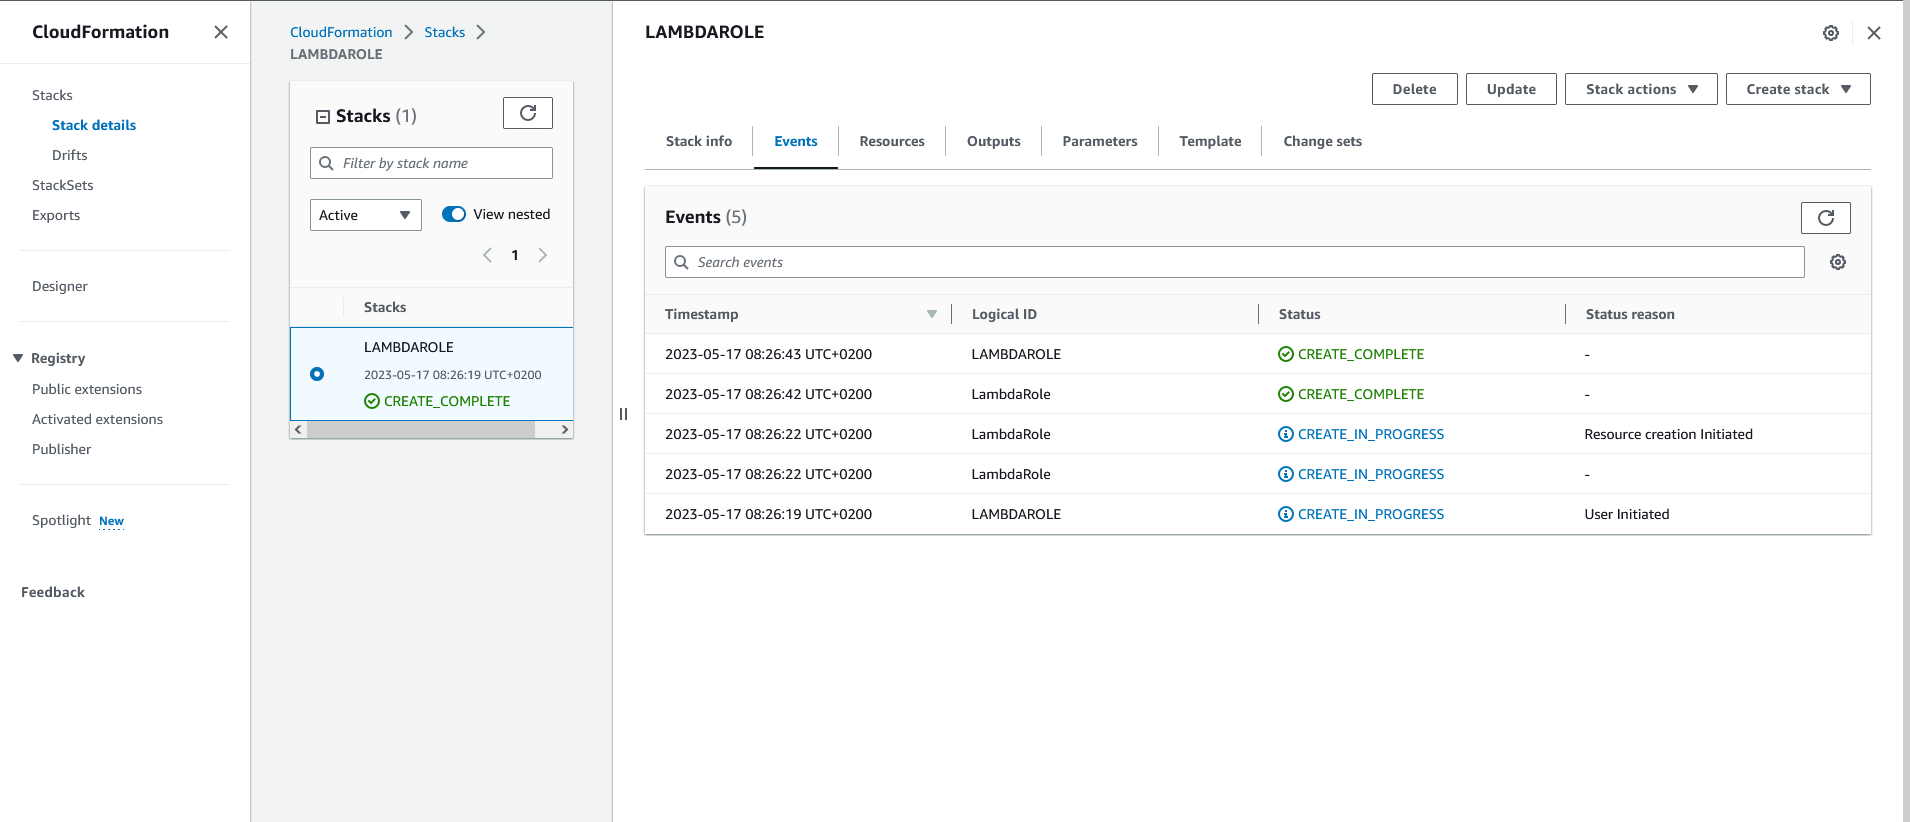 CloudFormation
Stacks
Stack details
Drifts
StackSets
Exports
Designer
Registry
Public extensions
Activated extensions
Publisher
Spotlight New
Feedback
CloudFormation Stacks
LAMBDAROLE
Stacks (1)
Filter by stack name
Active View nested
1
Stacks
LAMBDAROLE
2023-05-17 08:26:19 UTC+0200
CREATE_COMPLETE
LAMBDAROLE
Delete Update Stack actions Create stack
Stack info Events Resources Outputs Parameters Template Change sets
Events (5)
Search events
Timestamp Logical ID Status Status reason
2023-05-17 08:26:43 UTC+0200 LAMBDAROLE CREATE_COMPLETE -
2023-05-17 08:26:42 UTC+0200 LambdaRole CREATE_COMPLETE -
2023-05-17 08:26:22 UTC+0200 LambdaRole CREATE_IN_PROGRESS Resource creation Initiated
2023-05-17 08:26:22 UTC+0200 LambdaRole CREATE_IN_PROGRESS -
2023-05-17 08:26:19 UTC+0200 LAMBDAROLE CREATE_IN_PROGRESS User Initiated